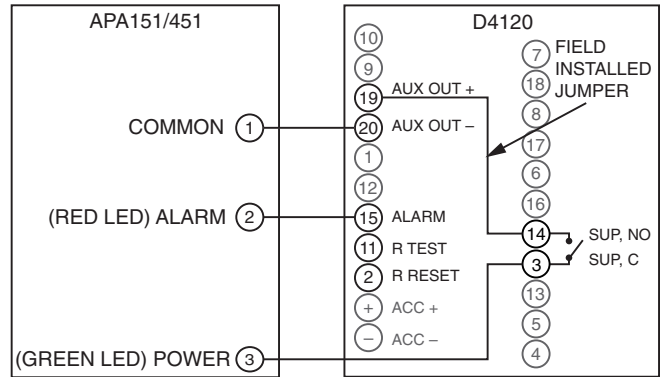 APA151/451
COMMON 1
(RED LED) ALARM 2
(GREEN LED) POWER 3
D4120
10
9
19 AUX OUT +
20 AUX OUT –
1
12
15 ALARM
11 R TEST
2 R RESET
+ ACC +
– ACC –
7
18
8
17
6
16
14 SUP, NO
3 SUP, C
13
5
4
FIELD
INSTALLED
JUMPER